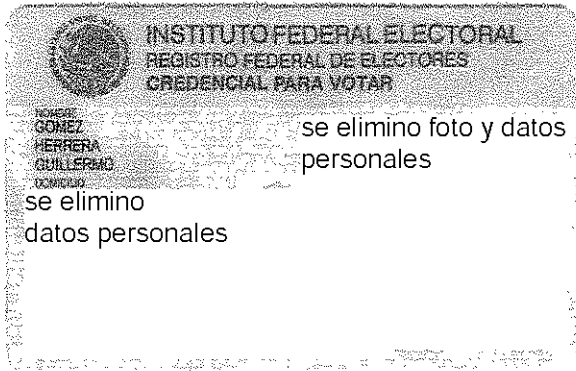 INSTITUTO FEDERAL ELECTORAL
REGISTRO FEDERAL DE ELECTORES
CREDENCIAL PARA VOTAR
NOMBRE
GOMEZ
HERRERA
GUILLERMO
DOMICILIO
se elimino foto y datos
personales
se elimino
datos personales